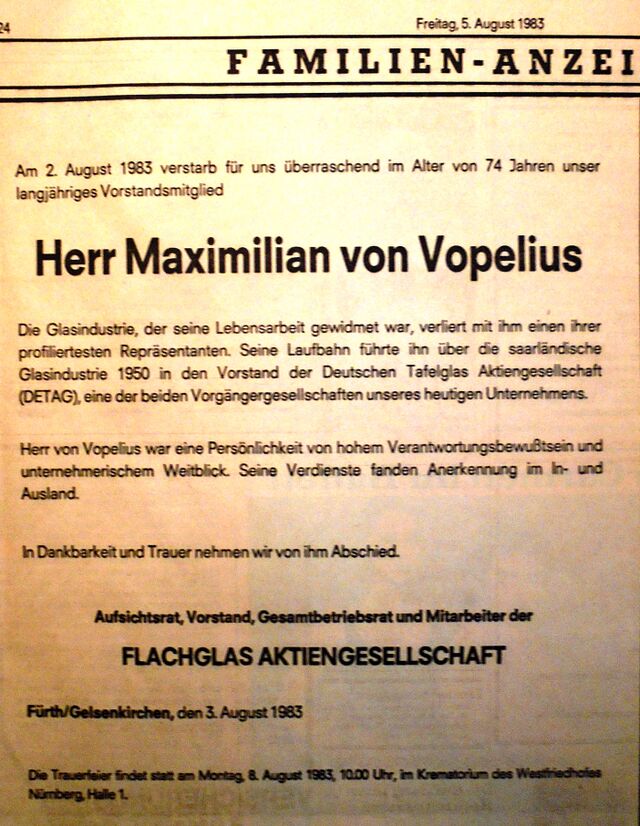 24
Freitag, 5. August 1983
FAMILIEN-ANZEI
Am 2. August 1983 verstarb für uns überraschend im Alter von 74 Jahren unser
langjähriges Vorstandsmitglied
Herr Maximilian von Vopelius
Die Glasindustrie, der seine Lebensarbeit gewidmet war, verliert mit ihm einen ihrer
profiliertesten Repräsentanten. Seine Laufbahn führte ihn über die saarländische
Glasindustrie 1950 in den Vorstand der Deutschen Tafelglas Aktiengesellschaft
(DETAG), eine der beiden Vorgängergesellschaften unseres heutigen Unternehmens.
Herr von Vopelius war eine Persönlichkeit von hohem Verantwortungsbewußtsein und
unternehmerischem Weitblick. Seine Verdienste fanden Anerkennung im In- und
Ausland.
In Dankbarkeit und Trauer nehmen wir von ihm Abschied.
Aufsichtsrat, Vorstand, Gesamtbetriebsrat und Mitarbeiter der
FLACHGLAS AKTIENGESELLSCHAFT
Fürth/Gelsenkirchen, den 3. August 1983
Die Trauerfeier findet statt am Montag, 8. August 1983, 10.00 Uhr, im Krematorium des Westfriedhofes
Nürnberg, Halle 1.